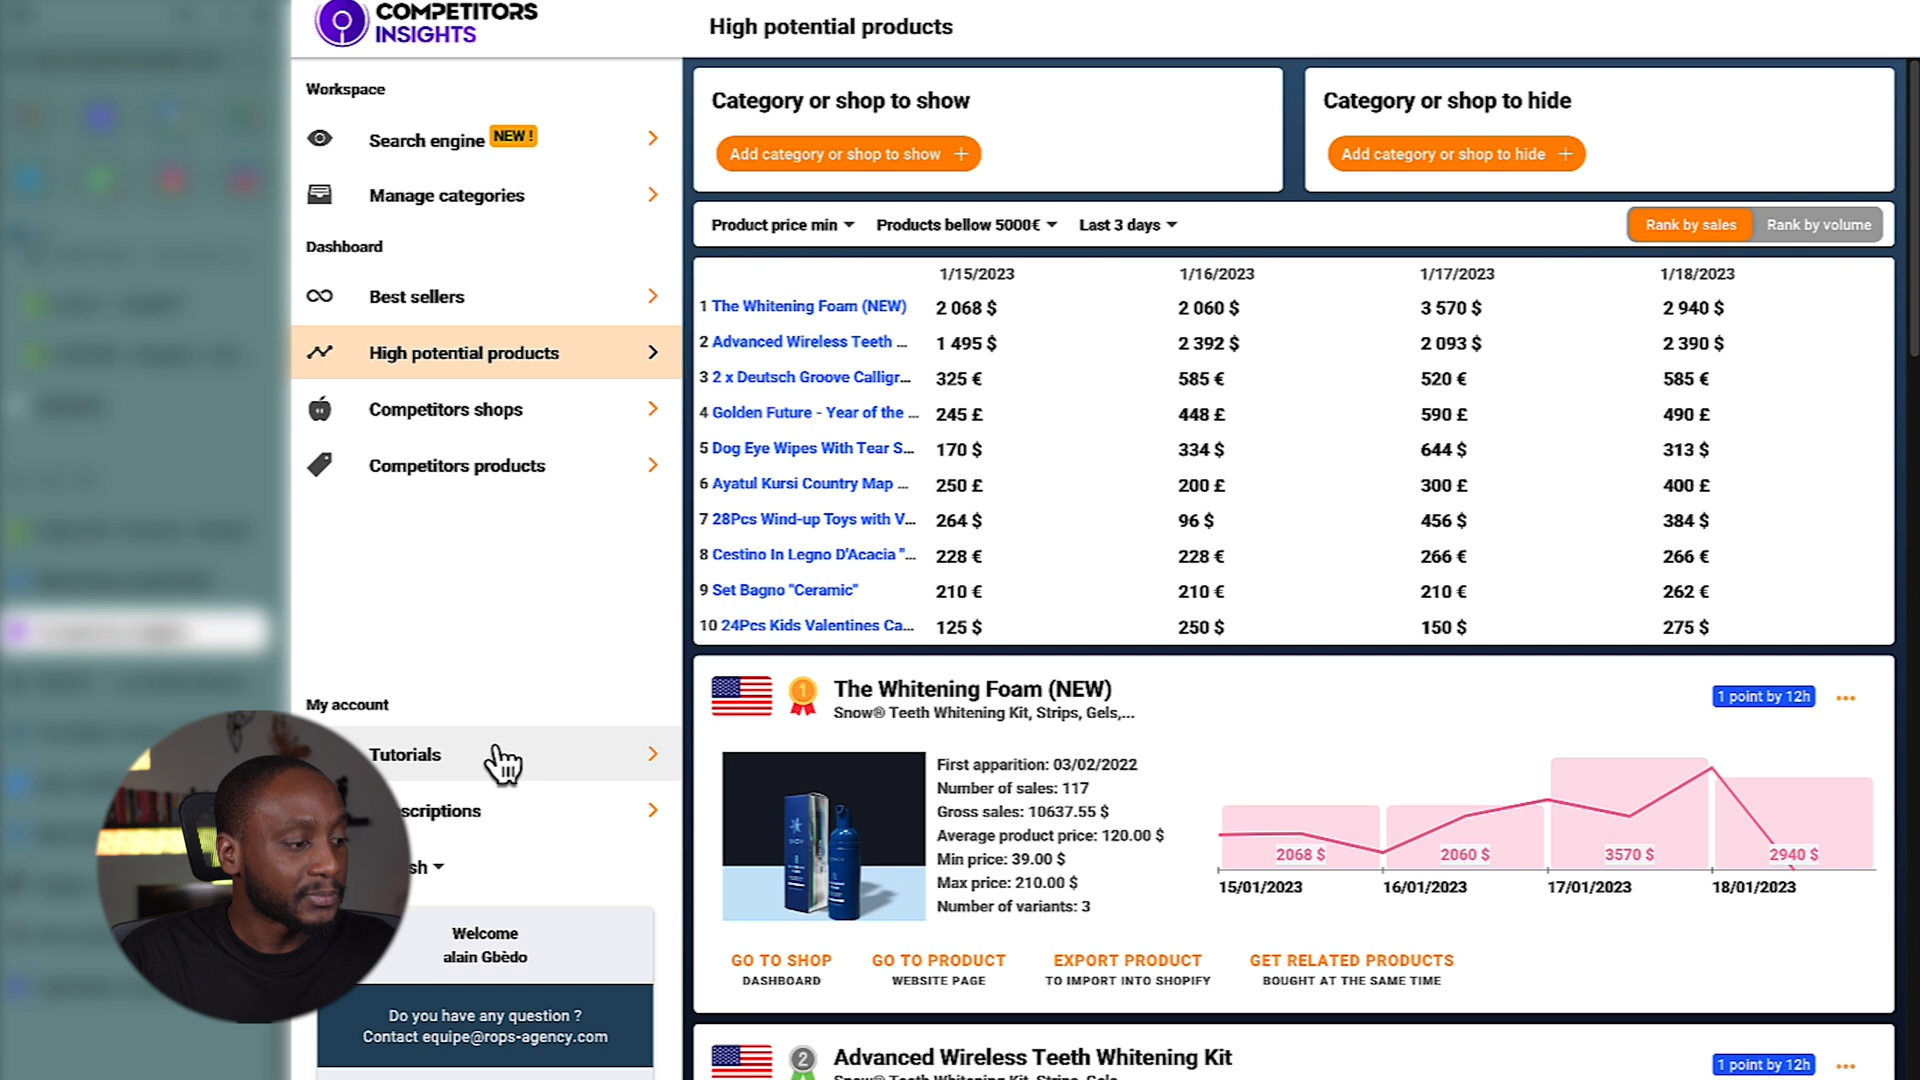 COMPETITORS
INSIGHTS
High potential products
Workspace
Search engine NEW !
Manage categories
Dashboard
Best sellers
High potential products
Competitors shops
Competitors products
My account
Tutorials
scriptions
sh
Welcome
alain Gbèdo
Do you have any question ?
Contact equipe@rops-agency.com
Category or shop to show
Add category or shop to show +
Category or shop to hide
Add category or shop to hide +
Product price min Products bellow 5000€ Last 3 days Rank by sales Rank by volume
1/15/2023 1/16/2023 1/17/2023 1/18/2023
1 The Whitening Foam (NEW) 2 068 $ 2 060 $ 3 570 $ 2 940 $
2 Advanced Wireless Teeth ... 1 495 $ 2 392 $ 2 093 $ 2 390 $
3 2 x Deutsch Groove Calligr... 325 € 585 € 520 € 585 €
4 Golden Future - Year of the ... 245 £ 448 £ 590 £ 490 £
5 Dog Eye Wipes With Tear S... 170 $ 334 $ 644 $ 313 $
6 Ayatul Kursi Country Map ... 250 £ 200 £ 300 £ 400 £
7 28Pcs Wind-up Toys with V... 264 $ 96 $ 456 $ 384 $
8 Cestino In Legno D'Acacia "... 228 € 228 € 266 € 266 €
9 Set Bagno "Ceramic" 210 € 210 € 210 € 262 €
10 24Pcs Kids Valentines Ca... 125 $ 250 $ 150 $ 275 $
1 The Whitening Foam (NEW) 1 point by 12h
Snow® Teeth Whitening Kit, Strips, Gels,...
First apparition: 03/02/2022
Number of sales: 117
Gross sales: 10637.55 $
Average product price: 120.00 $
Min price: 39.00 $
Max price: 210.00 $
Number of variants: 3
2068 $ 2060 $ 3570 $ 2940 $
15/01/2023 16/01/2023 17/01/2023 18/01/2023
GO TO SHOP GO TO PRODUCT EXPORT PRODUCT GET RELATED PRODUCTS
DASHBOARD WEBSITE PAGE TO IMPORT INTO SHOPIFY BOUGHT AT THE SAME TIME
2 Advanced Wireless Teeth Whitening Kit 1 point by 12h
Snow® Teeth Whitening Kit, Strips, Gels,...